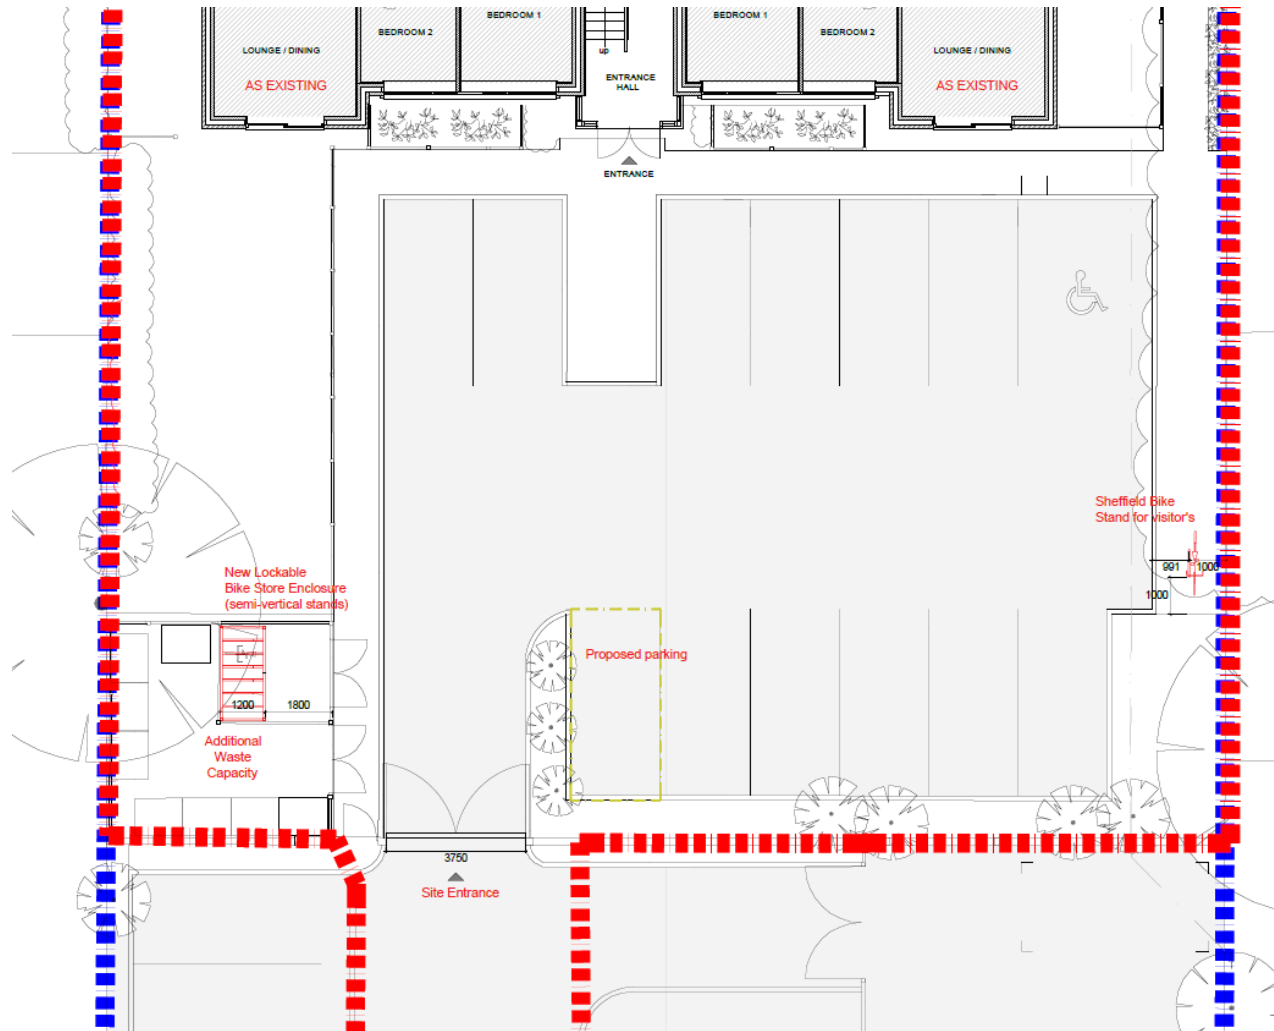 BEDROOM 1
BEDROOM 1
BEDROOM 2
BEDROOM 2
LOUNGE / DINING
up
LOUNGE / DINING
AS EXISTING
ENTRANCE
HALL
AS EXISTING
ENTRANCE
Sheffield Bike
Stand for visitor's
991
1000
1000
New Lockable
Bike Store Enclosure
(semi-vertical stands)
Proposed parking
1200
1800
Additional
Waste
Capacity
3750
Site Entrance